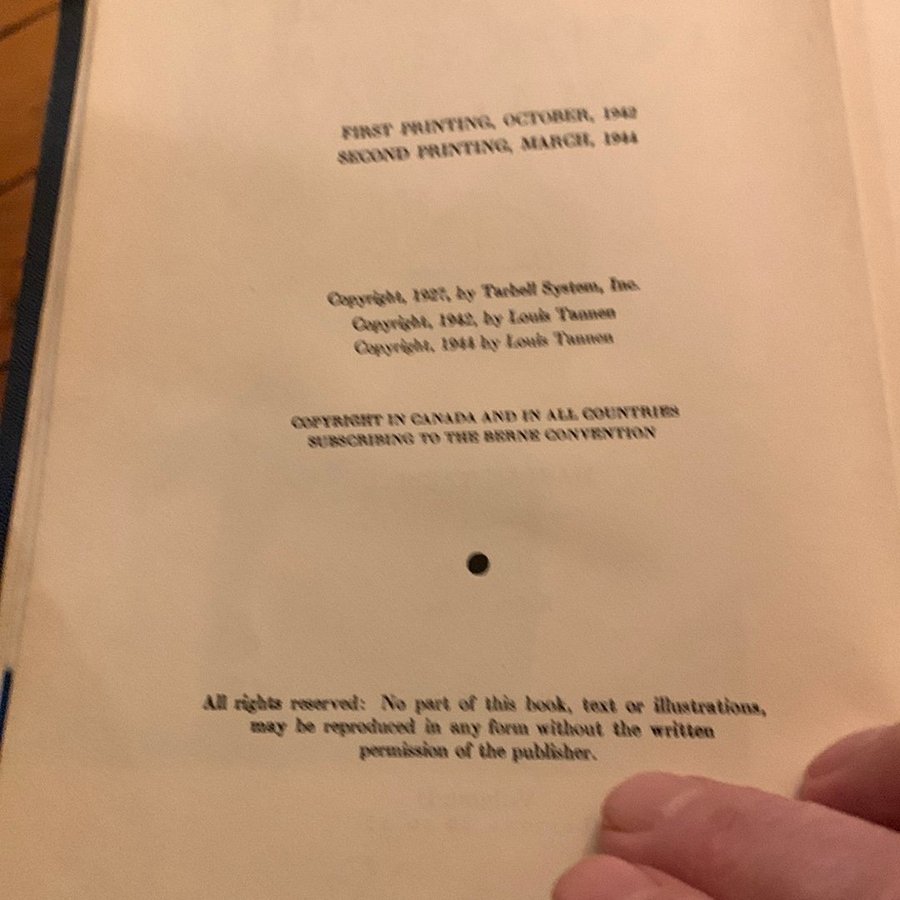 FIRST PRINTING, OCTOBER, 1942
SECOND PRINTING, MARCH, 1944
Copyright, 1927, by Tarbell System, Inc.
Copyright, 1942, by Louis Tannen
Copyright, 1944 by Louis Tannen
COPYRIGHT IN CANADA AND IN ALL COUNTRIES
SUBSCRIBING TO THE BERNE CONVENTION
All rights reserved: No part of this book, text or illustrations,
may be reproduced in any form without the written
permission of the publisher.